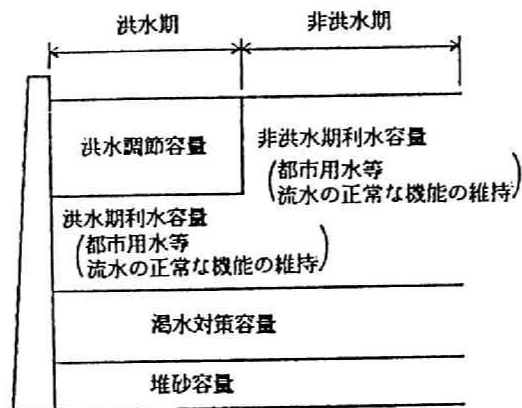 洪水期
非洪水期
洪水調節容量
非洪水期利水容量
(都市用水等
流水の正常な機能の維持)
洪水期利水容量
(都市用水等
流水の正常な機能の維持)
渇水対策容量
堆砂容量